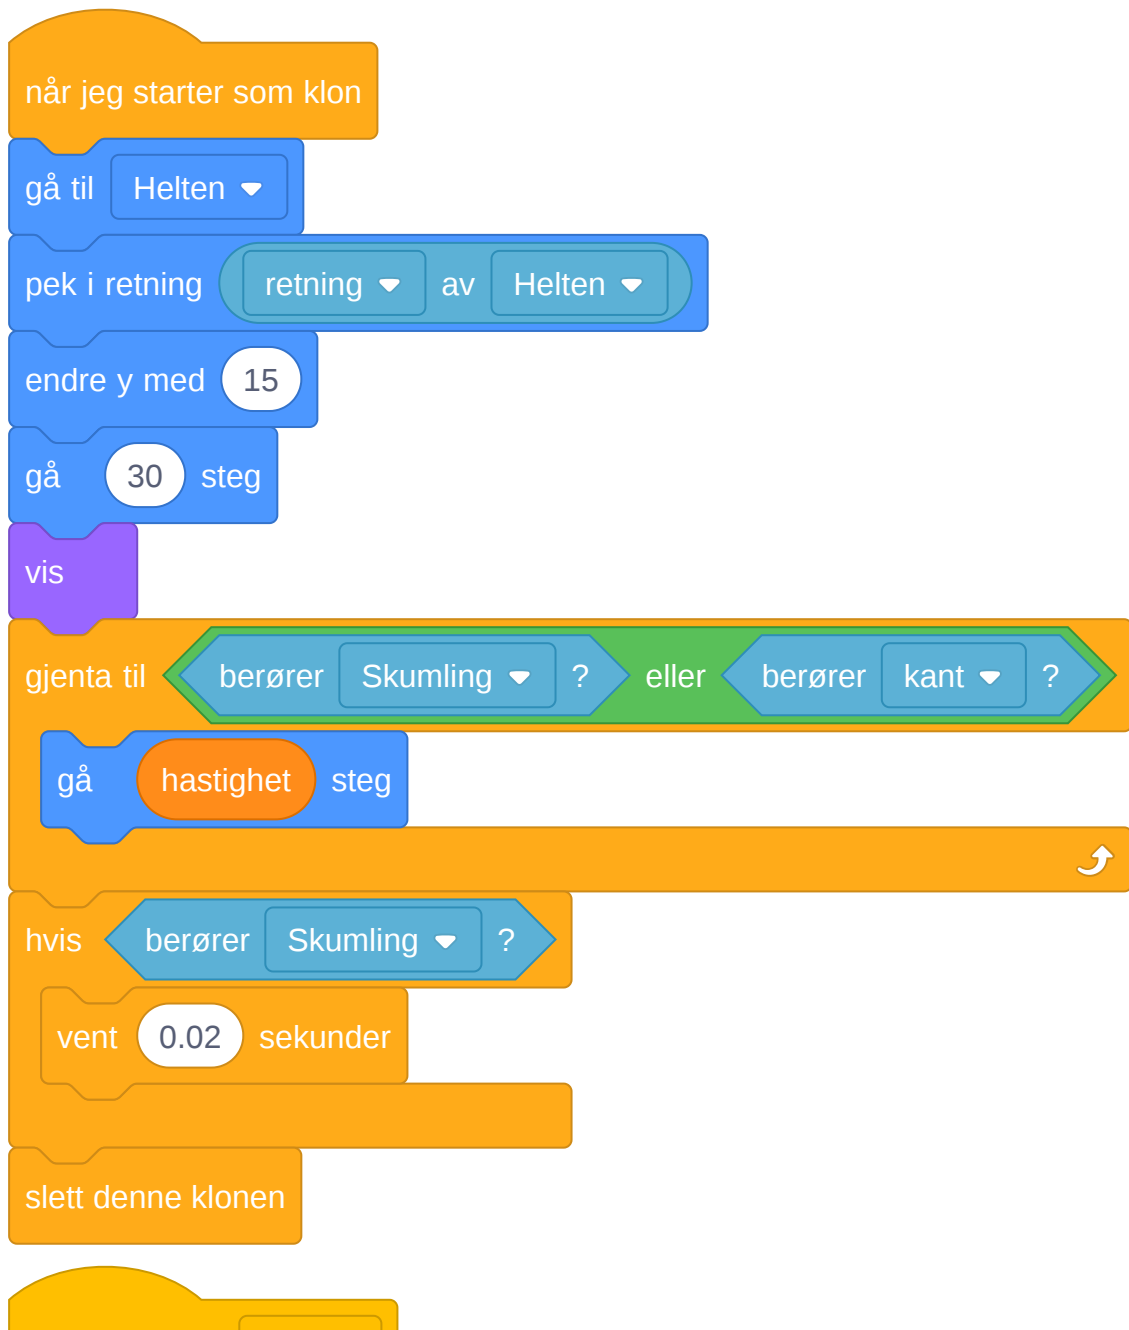 når jeg starter som klon
gå til Helten
pek i retning retning av Helten
endre y med 15
gå 30 steg
vis
gjenta til berører Skumling ? eller berører kant ?
gå hastighet steg
hvis berører Skumling ?
vent 0.02 sekunder
slett denne klonen